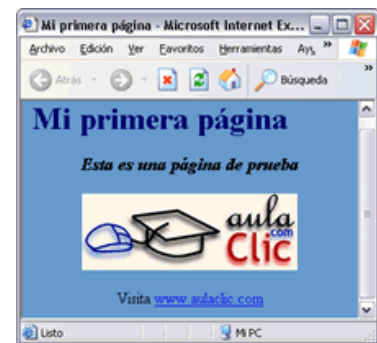 Mi primera página - Microsoft Internet Ex...
Archivo Edición Ver Favoritos Herramientas Ayu »
Atrás Búsqueda »
Mi primera página
Esta es una página de prueba
aula
com
Clic
Visita www.aulaclic.com
Listo Mi PC